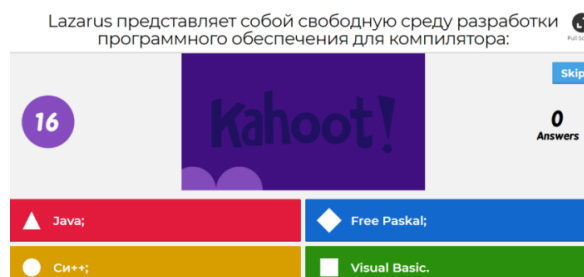 Lazarus представляет собой свободную среду разработки
программного обеспечения для компилятора:
Skip
16
Kahoot!
0
Answers
Java;
Free Paskal;
Си++;
Visual Basic.